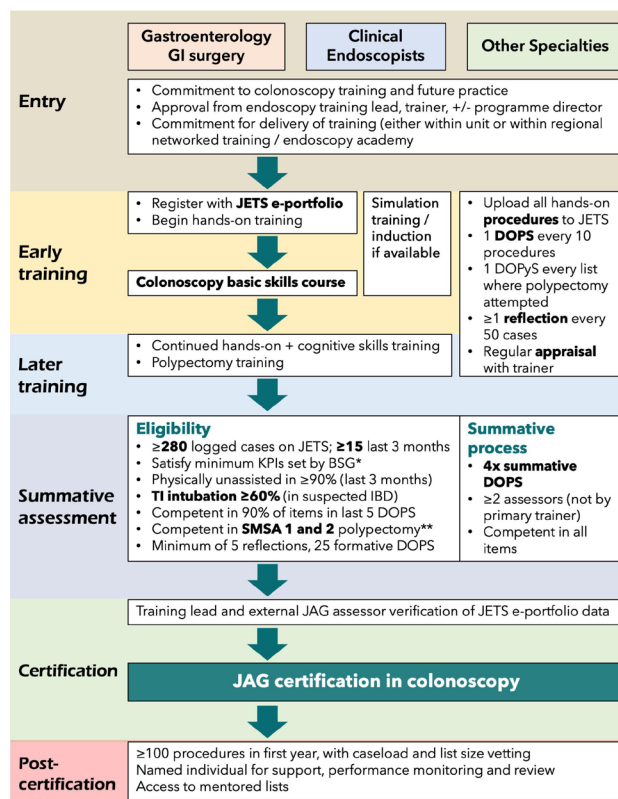 Gastroenterology
GI surgery
Clinical
Endoscopists
Other Specialties
Entry
• Commitment to colonoscopy training and future practice
• Approval from endoscopy training lead, trainer, +/- programme director
• Commitment for delivery of training (either within unit or within regional
networked training / endoscopy academy
Early
training
• Register with JETS e-portfolio
• Begin hands-on training
Simulation
training /
induction
if available
Colonoscopy basic skills course
• Upload all hands-on
procedures to JETS
• 1 DOPS every 10
procedures
• 1 DOPyS every list
where polypectomy
attempted
• ≥1 reflection every
50 cases
• Regular appraisal
with trainer
Later
training
• Continued hands-on + cognitive skills training
• Polypectomy training
Summative
assessment
Eligibility
• ≥280 logged cases on JETS; ≥15 last 3 months
• Satisfy minimum KPIs set by BSG*
• Physically unassisted in ≥90% (last 3 months)
• TI intubation ≥60% (in suspected IBD)
• Competent in 90% of items in last 5 DOPS
• Competent in SMSA 1 and 2 polypectomy**
• Minimum of 5 reflections, 25 formative DOPS
Summative
process
• 4x summative
DOPS
• ≥2 assessors (not by
primary trainer)
• Competent in all
items
Certification
Training lead and external JAG assessor verification of JETS e-portfolio data
JAG certification in colonoscopy
Post-
certification
≥100 procedures in first year, with caseload and list size vetting
Named individual for support, performance monitoring and review
Access to mentored lists